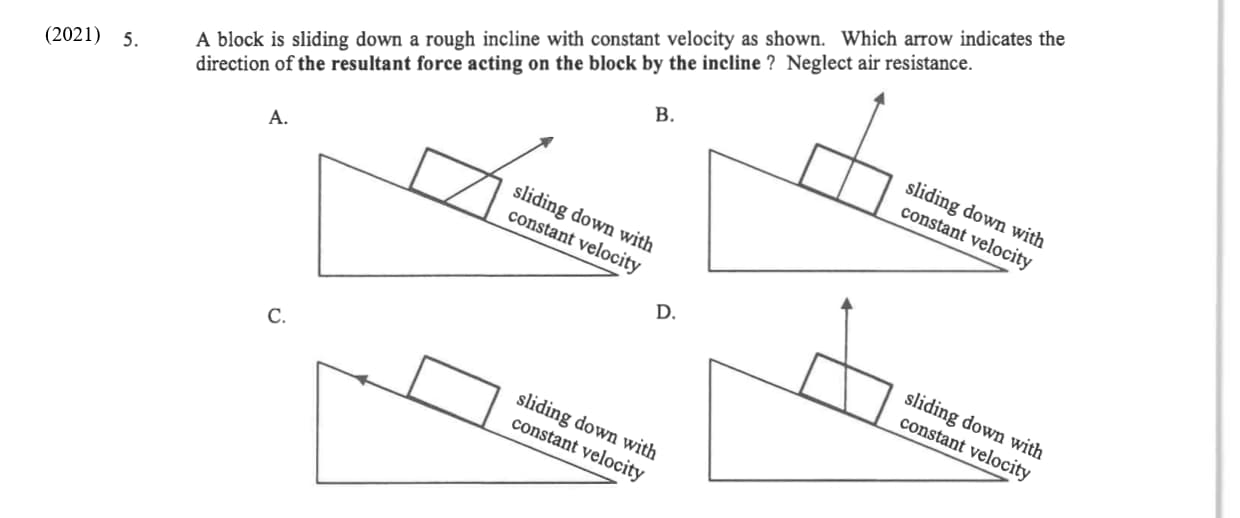 (2021) 5. A block is sliding down a rough incline with constant velocity as shown. Which arrow indicates the
direction of the resultant force acting on the block by the incline ? Neglect air resistance.
A.
sliding down with
constant velocity
B.
sliding down with
constant velocity
C.
sliding down with
constant velocity
D.
sliding down with
constant velocity